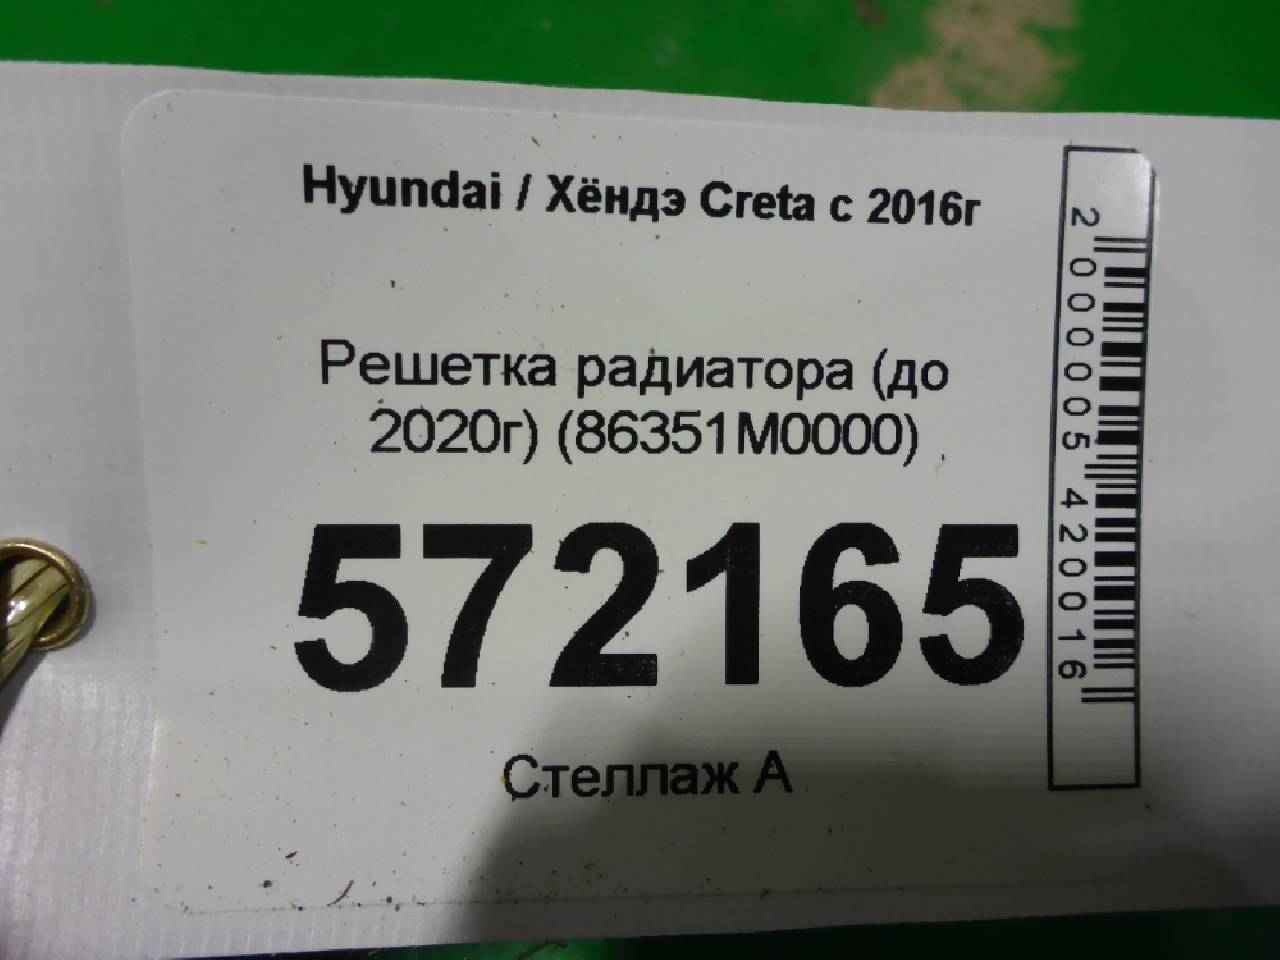 Hyundai / Хёндэ Creta с 2016г
Решетка радиатора (до
2020г) (86351M0000)
572165
Стеллаж А
2000005420016